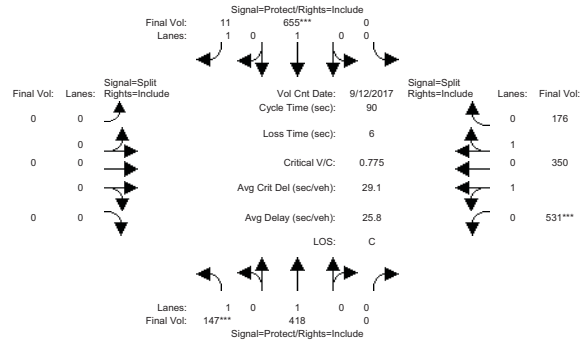 Signal=Protect/Rights=Include
Final Vol: 11 655*** 0
Lanes: 1 0 1 0 0
Signal=Split
Final Vol: Lanes: Rights=Include
Vol Cnt Date: 9/12/2017
Signal=Split
Rights=Include Lanes: Final Vol:
Cycle Time (sec): 90
0 0
0 176
Loss Time (sec): 6
0
1
0 0
Critical V/C: 0.775
0 350
0
Avg Crit Del (sec/veh): 29.1
1
0 0
Avg Delay (sec/veh): 25.8
0 531***
LOS: C
Lanes: 1 0 1 0 0
Final Vol: 147*** 418 0
Signal=Protect/Rights=Include